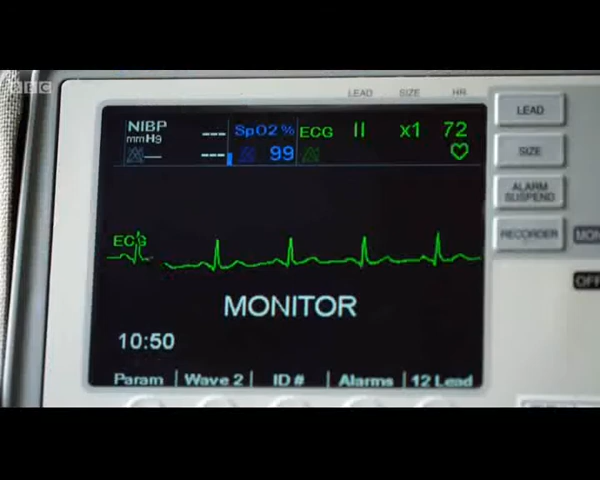 BBC
LEAD SIZE HR
NIBP
mmHg
---
---
SpO2 %
99
ECG II x1 72
LEAD
SIZE
ALARM
SUSPEND
RECORDER
ECG
MONITOR
10:50
Param | Wave 2 | ID # | Alarms | 12 Lead